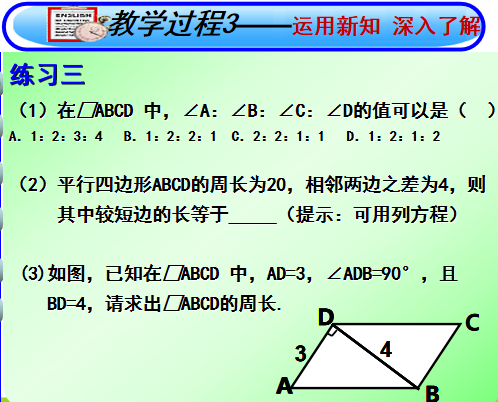 ENGLISH
教学过程3——运用新知 深入了解
练习三
（1）在▱ABCD 中，∠A：∠B：∠C：∠D的值可以是（ ）
A．1：2：3：4 B．1：2：2：1 C．2：2：1：1 D．1：2：1：2
（2）平行四边形ABCD的周长为20，相邻两边之差为4，则
其中较短边的长等于_____（提示：可用列方程）
(3)如图，已知在▱ABCD 中，AD=3，∠ADB=90°，且
BD=4，请求出▱ABCD的周长.
D C
3 4
A B